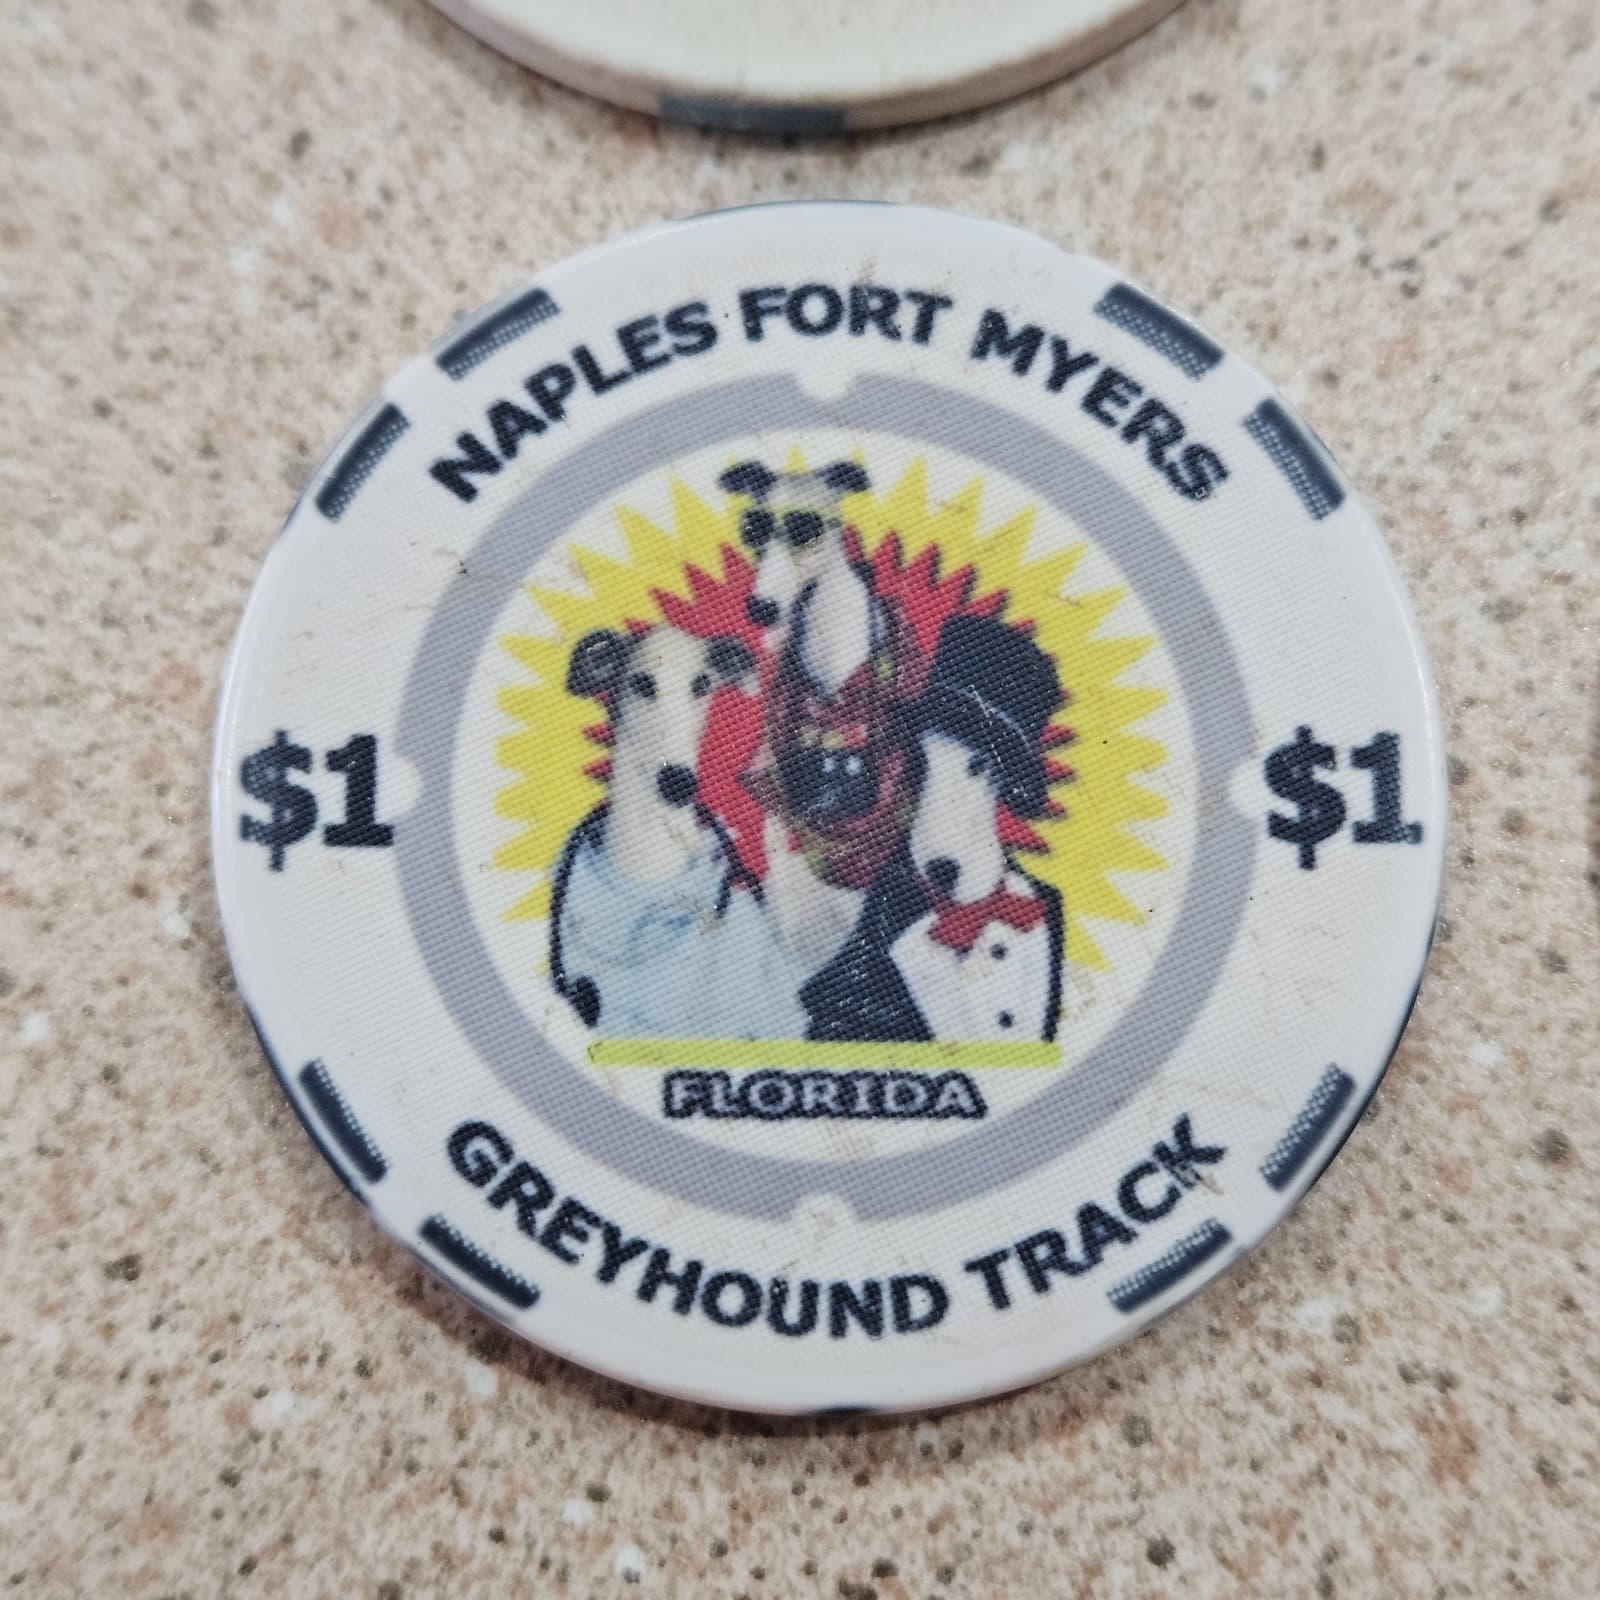 NAPLES FORT MYERS
$1
$1
FLORIDA
GREYHOUND TRACK